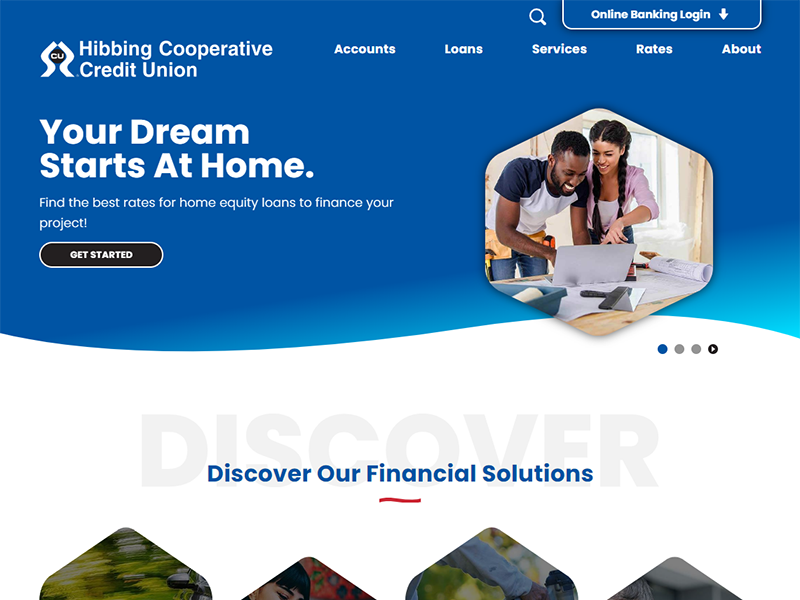 Online Banking Login
CU
Hibbing Cooperative
Credit Union
Accounts
Loans
Services
Rates
About
Your Dream
Starts At Home.
Find the best rates for home equity loans to finance your
project!
GET STARTED
DISCOVER
Discover Our Financial Solutions